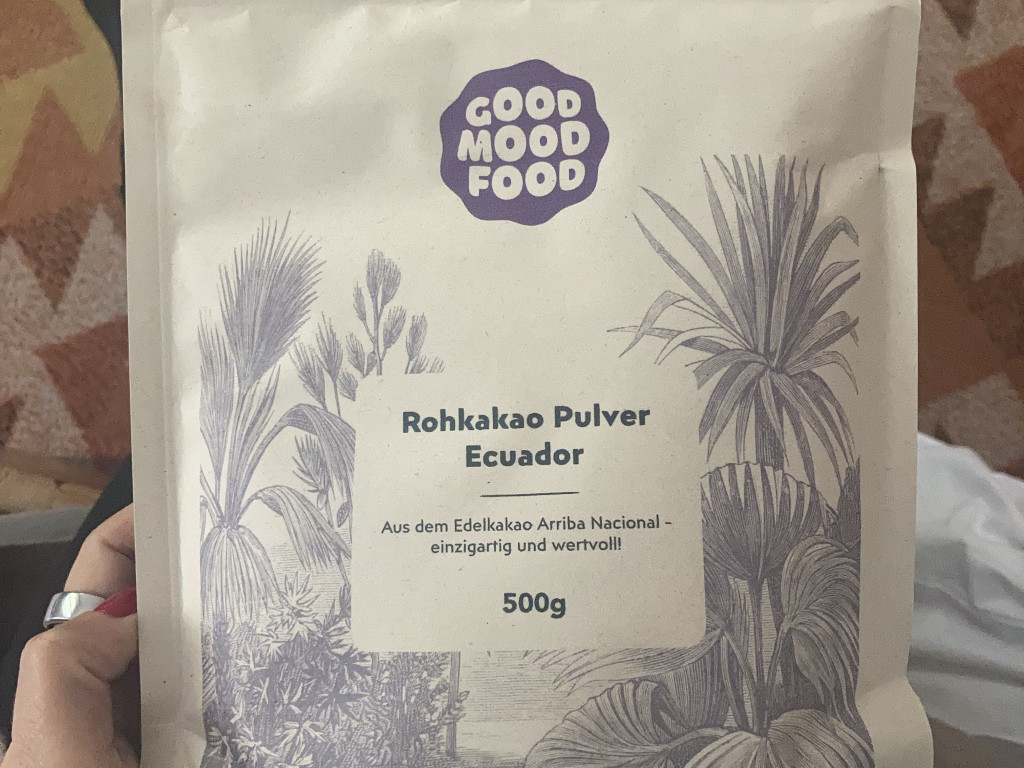 GOOD
MOOD
FOOD
Rohkakao Pulver
Ecuador
Aus dem Edelkakao Arriba Nacional -
einzigartig und wertvoll!
500g